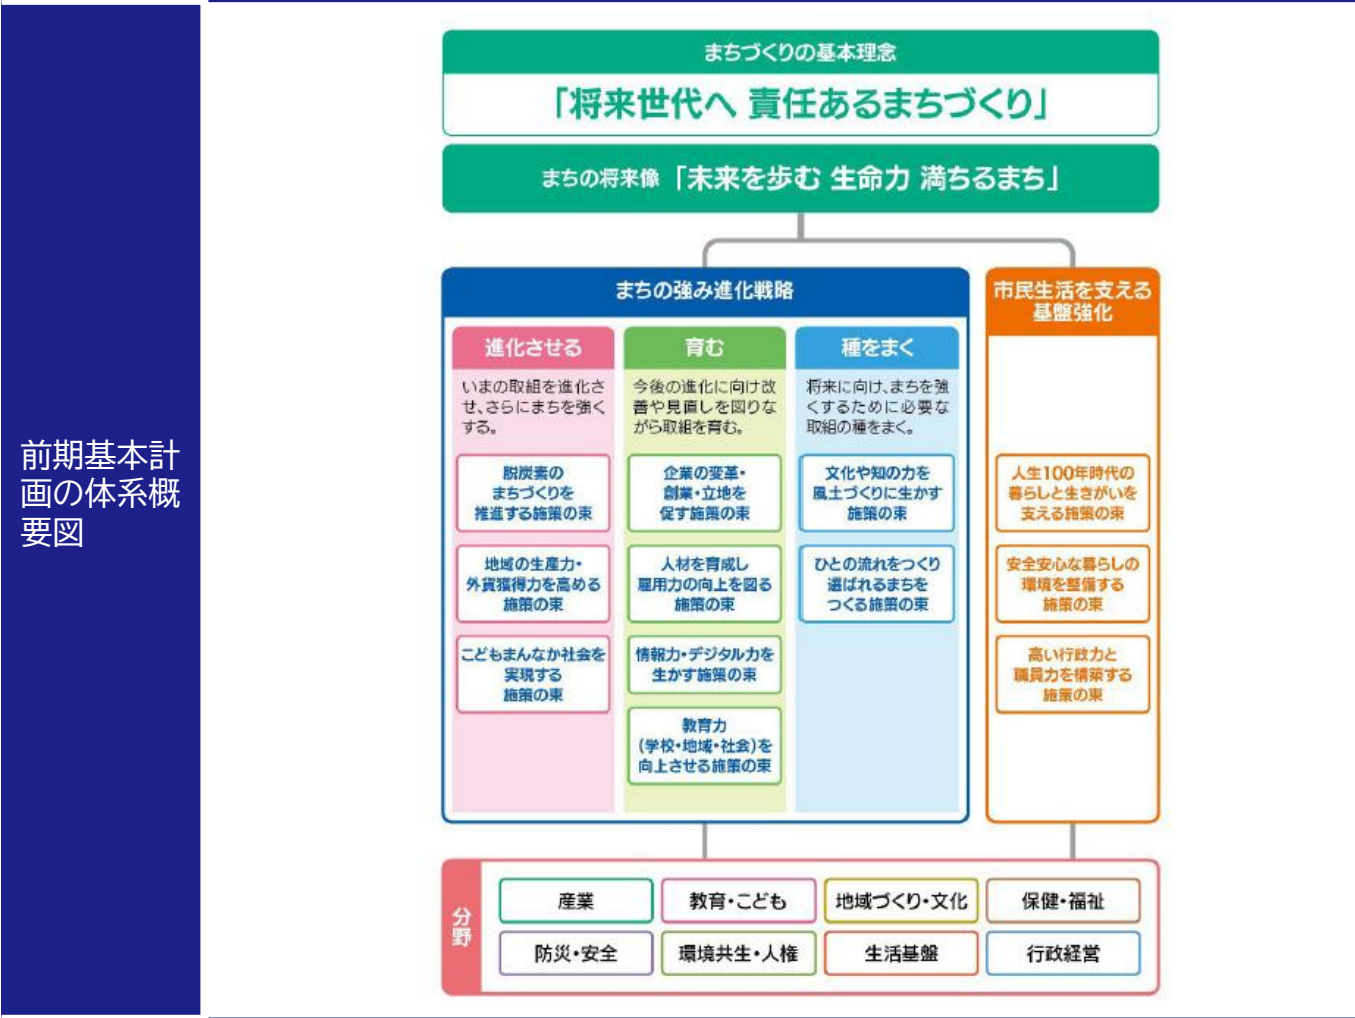 前期基本計
画の体系概
要図
まちづくりの基本理念
「将来世代へ 責任あるまちづくり」
まちの将来像「未来を歩む 生命力 満ちるまち」
まちの強み進化戦略
進化させる
いまの取組を進化さ
せ、さらにまちを強く
する。
脱炭素の
まちづくりを
推進する施策の束
地域の生産力・
外貨獲得力を高める
施策の束
こどもまんなか社会を
実現する
施策の束
育む
今後の進化に向け改
善や見直しを図りな
がら取組を育む。
企業の変革・
創業・立地を
促す施策の束
人材を育成し
雇用力の向上を図る
施策の束
情報力・デジタル力を
生かす施策の束
教育力
(学校・地域・社会)を
向上させる施策の束
種をまく
将来に向け、まちを強
くするために必要な
取組の種をまく。
文化や知の力を
風土づくりに生かす
施策の束
ひとの流れをつくり
選ばれるまちを
つくる施策の束
市民生活を支える
基盤強化
人生100年時代の
暮らしと生きがいを
支える施策の束
安全安心な暮らしの
環境を整備する
施策の束
高い行政力と
職員力を構築する
施策の束
分野
産業
教育・こども
地域づくり・文化
保健・福祉
防災・安全
環境共生・人権
生活基盤
行政経営